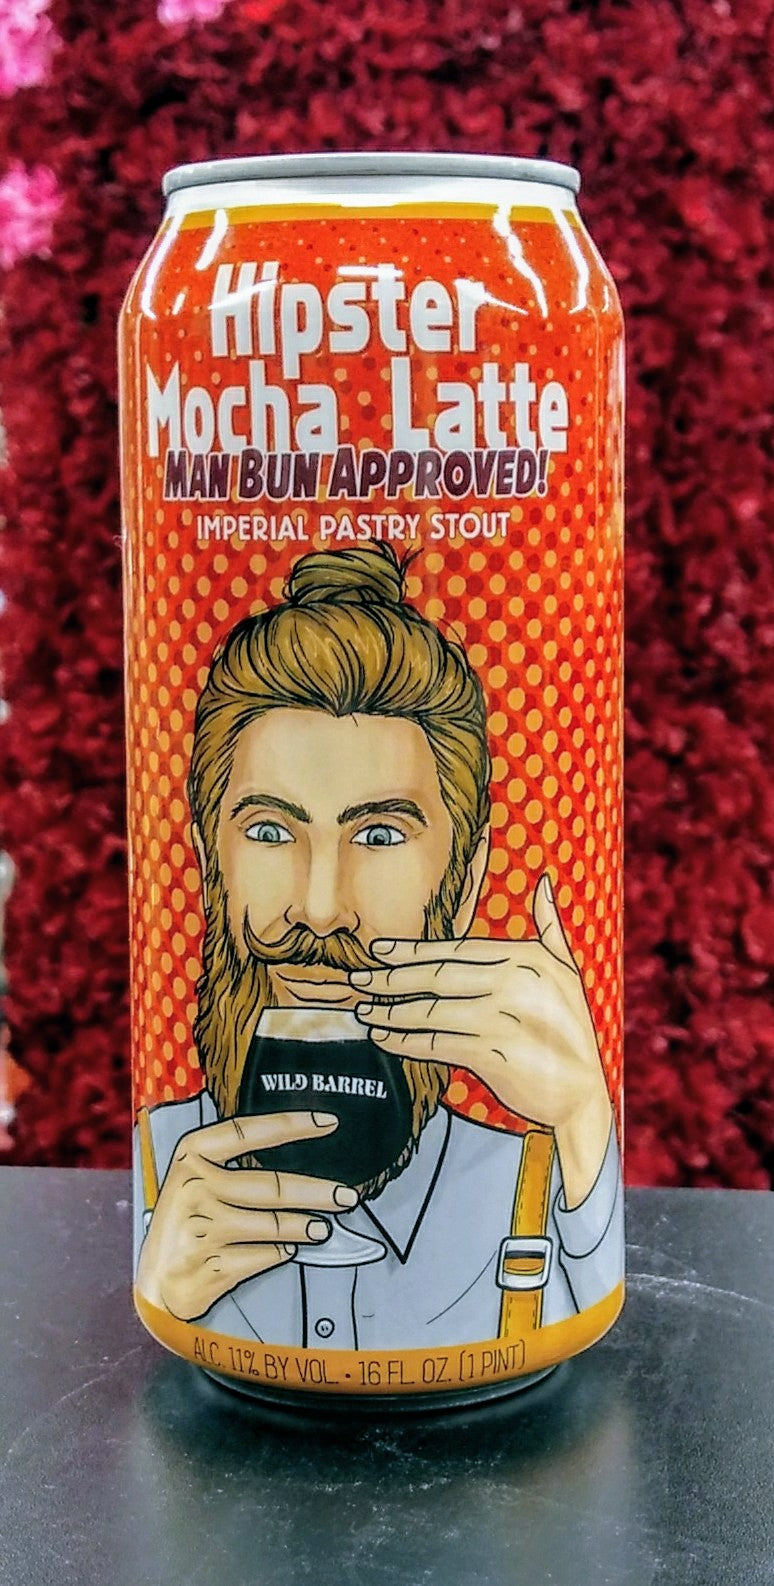 Hipster
Mocha Latte
MAN BUN APPROVED!
IMPERIAL PASTRY STOUT
WILD BARREL
ALC. 11% BY VOL. • 16 FL. OZ. (1 PINT)